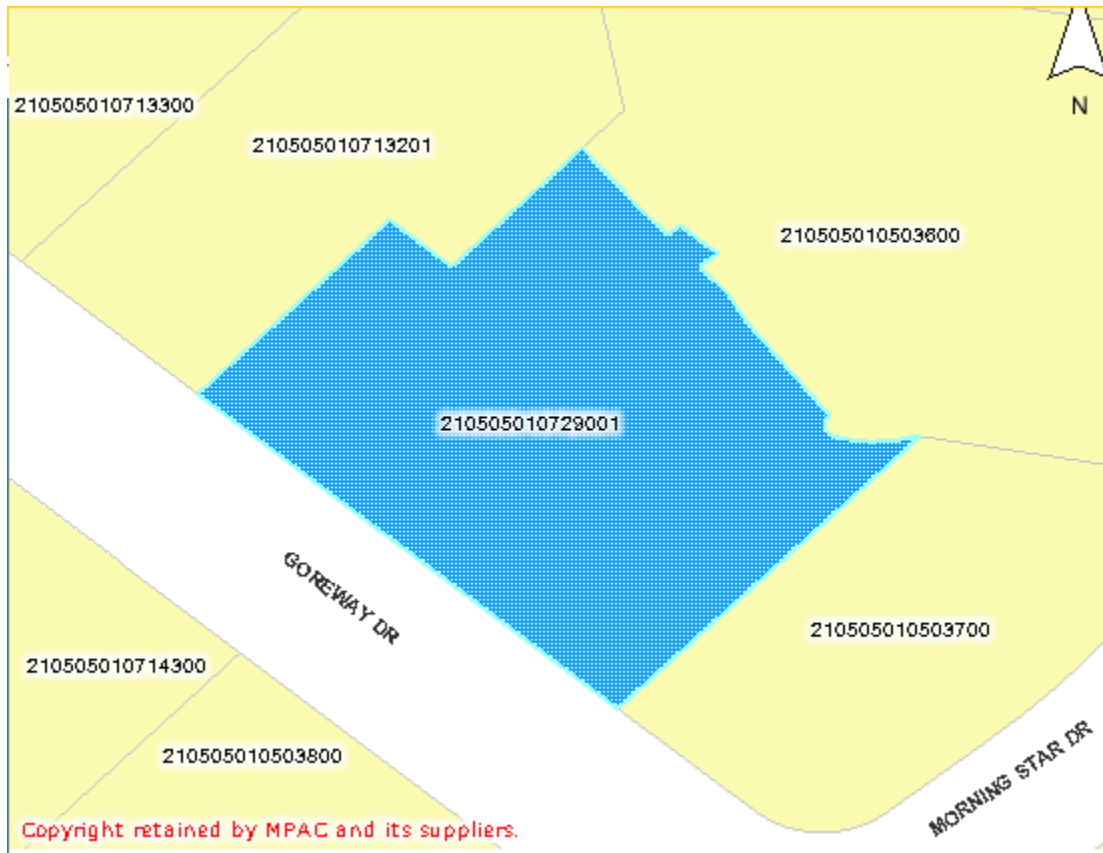 N
210505010713300
210505010713201
210505010503600
210505010729001
GOREWAY DR
210505010503700
210505010714300
210505010503800
MORNING STAR DR
Copyright retained by MPAC and its suppliers.